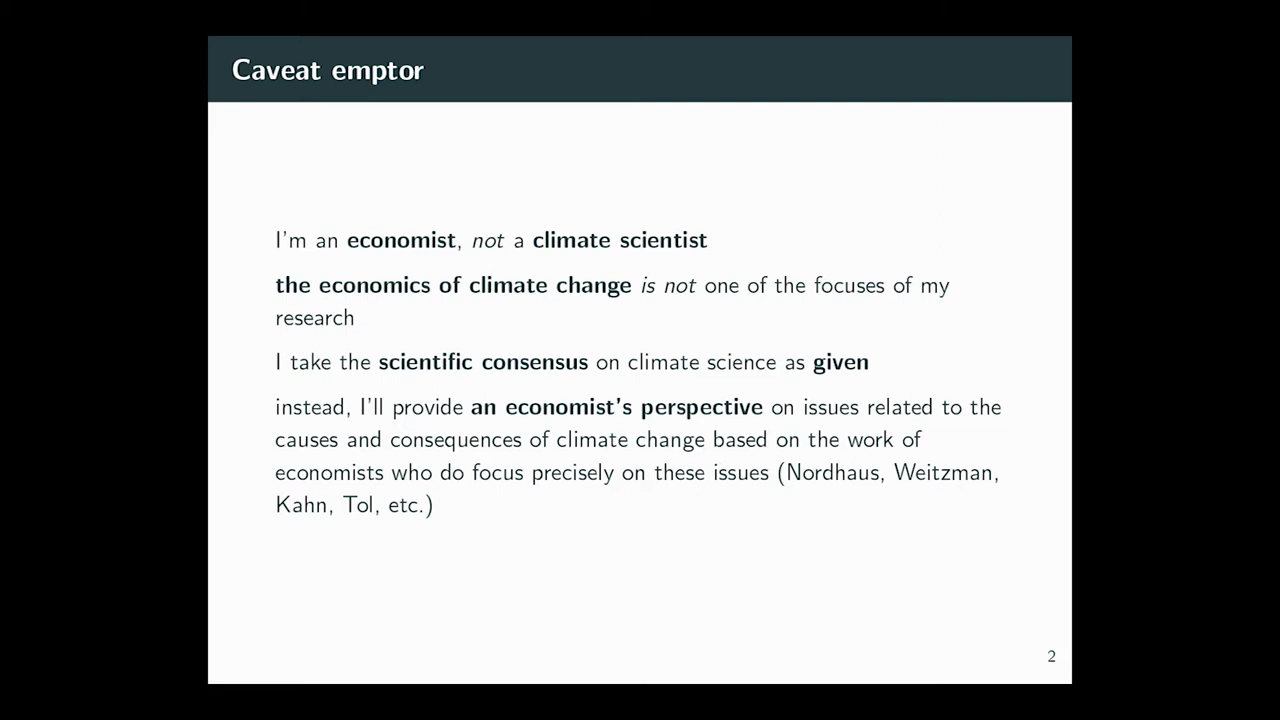 Caveat emptor
I'm an economist, not a climate scientist
the economics of climate change is not one of the focuses of my
research
I take the scientific consensus on climate science as given
instead, I'll provide an economist's perspective on issues related to the
causes and consequences of climate change based on the work of
economists who do focus precisely on these issues (Nordhaus, Weitzman,
Kahn, Tol, etc.)
2